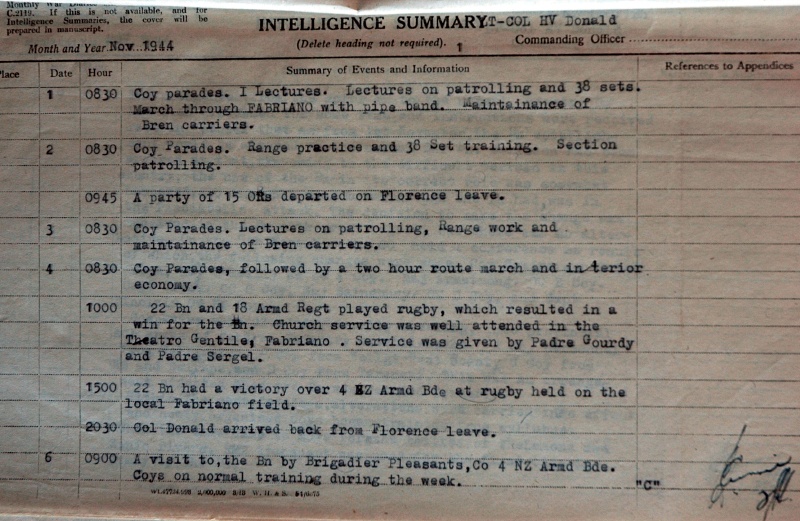 Monthly War
C.2119. If this is not available, and for
Intelligence Summaries, the cover will be
prepared in manuscript.
INTELLIGENCE SUMMARY LT-COL HV Donald
Month and Year Nov. 1944
(Delete heading not required). 1
Commanding Officer
Place Date Hour Summary of Events and Information References to Appendices
1 0830 Coy parades. I Lectures. Lectures on patrolling and 38 sets.
March through FABRIANO with pipe band. Maintainance of
Bren carriers.
2 0830 Coy Parades. Range practice and 38 Set training. Section
patrolling.
0945 A party of 15 ORs departed on Florence leave.
3 0830 Coy Parades. Lectures on patrolling, Range work and
maintainance of Bren carriers.
4 0830 Coy Parades, followed by a two hour route march and interior
economy.
1000 22 Bn and 18 Armd Regt played rugby, which resulted in a
win for the Bn. Church service was well attended in the
Theatro Gentile, Fabriano . Service was given by Padre Gourdy
and Padre Sergel.
1500 22 Bn had a victory over 4 NZ Armd Bde at rugby held on the
local Fabriano field.
2030 Col Donald arrived back from Florence leave.
6 0900 A visit to,the Bn by Brigadier Pleasants,Co 4 NZ Armd Bde.
Coys on normal training during the week. "C"